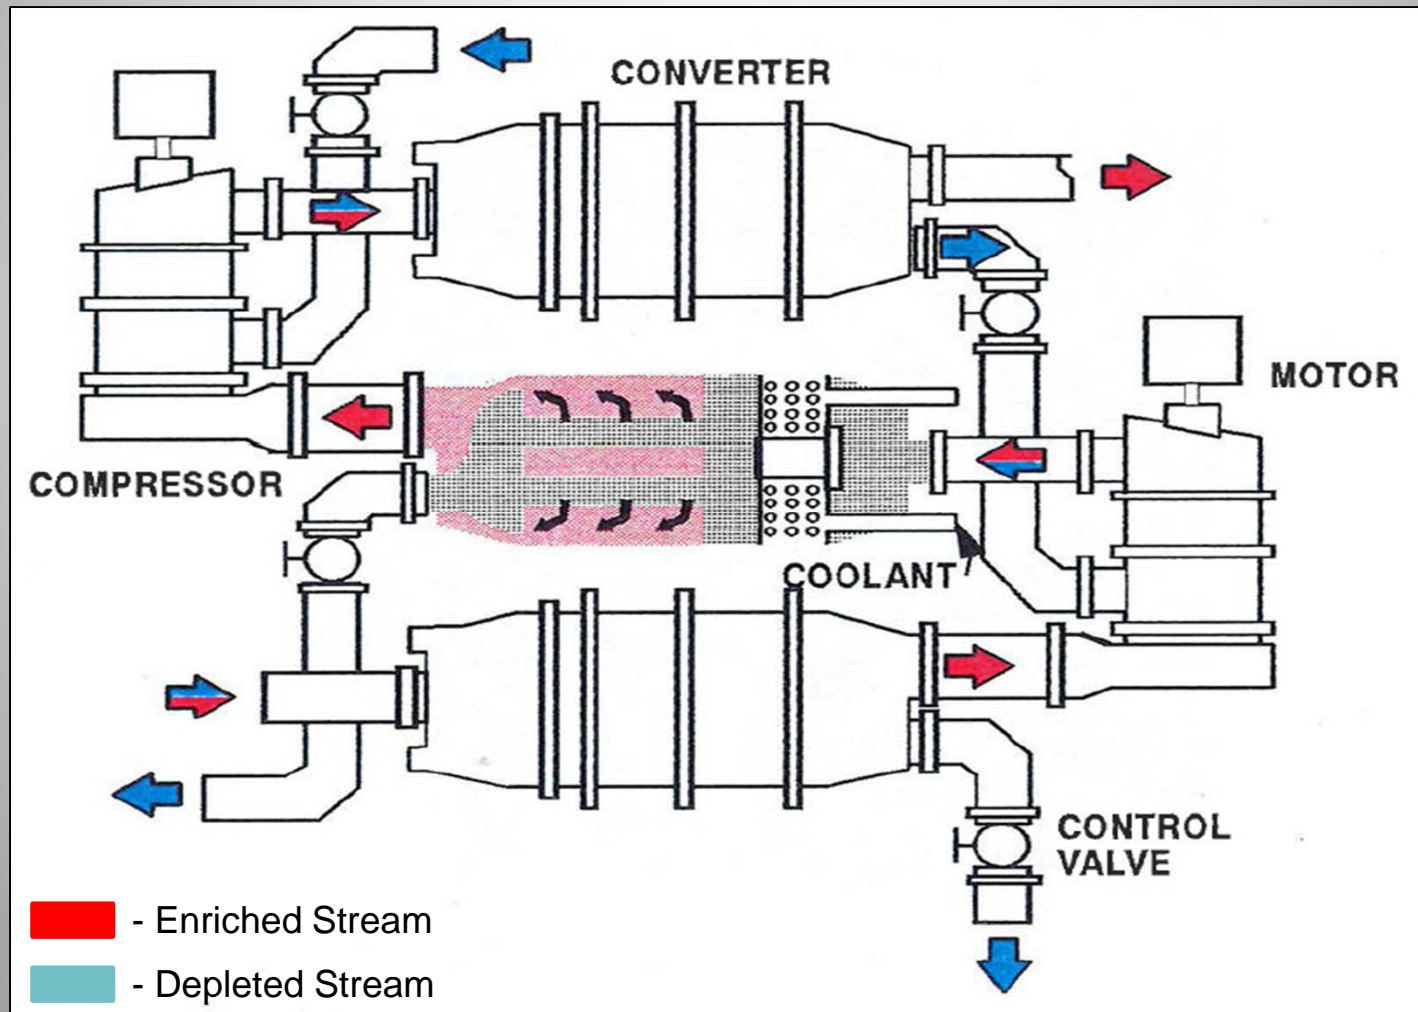 CONVERTER
MOTOR
COMPRESSOR
COOLANT
CONTROL
VALVE
- Enriched Stream
- Depleted Stream